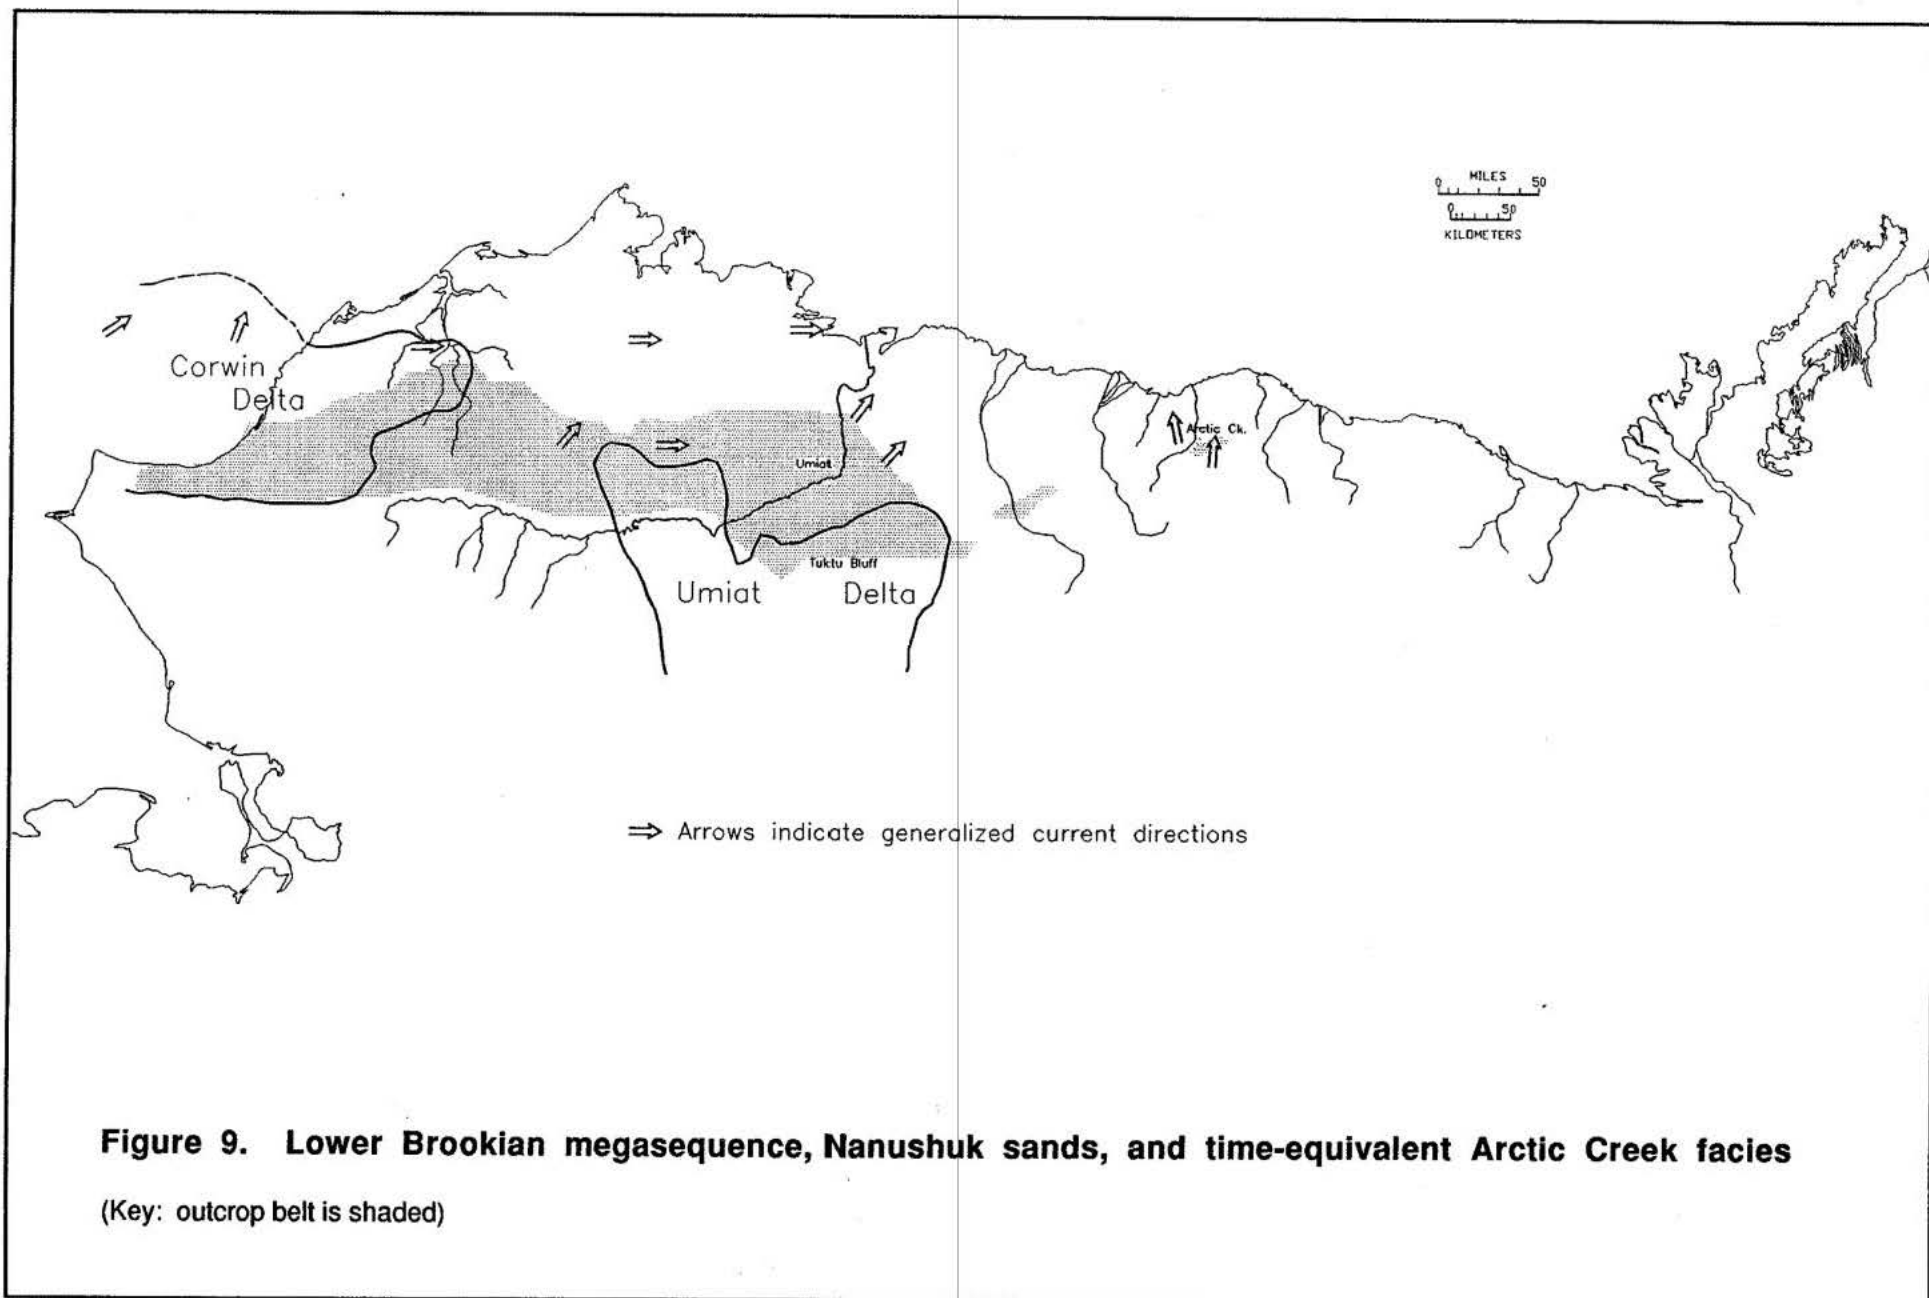 0 MILES 50
0 50
KILOMETERS
Corwin
Delta
Arctic Ck.
Umiat
Tuktu Bluff
Umiat Delta
Arrows indicate generalized current directions
Figure 9. Lower Brookian megasequence, Nanushuk sands, and time-equivalent Arctic Creek facies
(Key: outcrop belt is shaded)